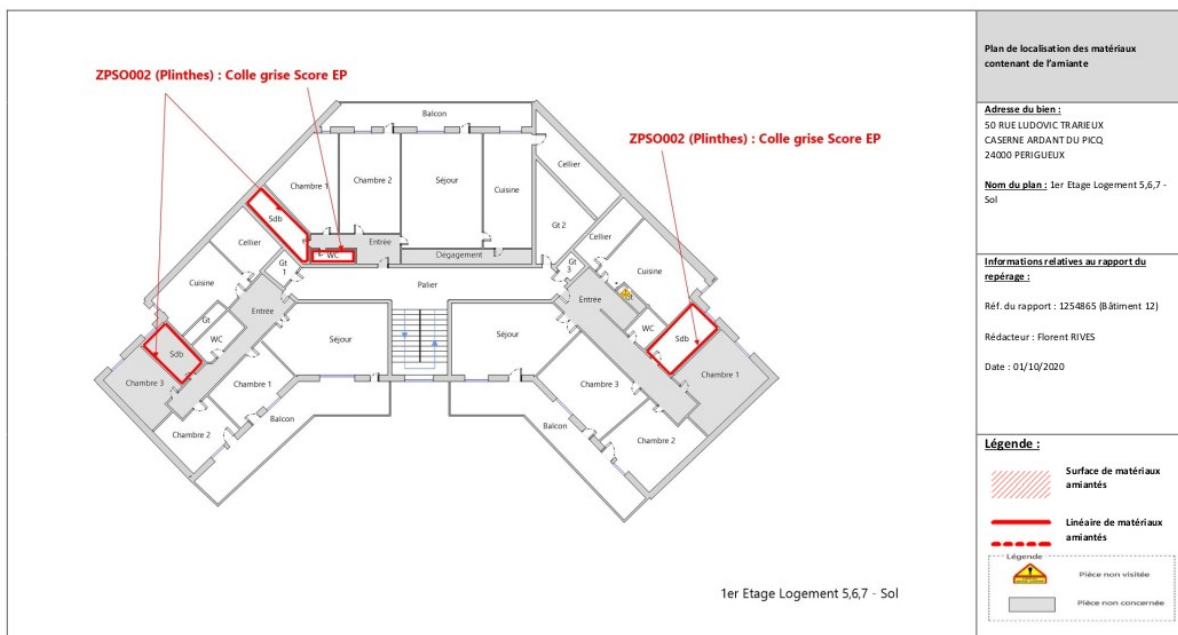 ZPSO002 (Plinthes) : Colle grise Score EP
ZPSO002 (Plinthes) : Colle grise Score EP
Balcon
Cellier
Chambre 1
Chambre 2
Séjour
Cuisine
Sdb
Gt 2
Cellier
Cellier
Entrée
WC
Dégagement
Gt
1
Gt
3
Cuisine
Cuisine
Palier
Entrée
Entrée
Gt
WC
Gt
WC
Sdb
Séjour
Séjour
Sdb
Chambre 3
Chambre 1
Chambre 3
Chambre 1
Balcon
Balcon
Chambre 2
Chambre 2
1er Etage Logement 5,6,7 - Sol
Plan de localisation des matériaux
contenant de l'amiante
Adresse du bien :
50 RUE LUDOVIC TRARIEUX
CASERNE ARDANT DU PICQ
24000 PERIGUEUX
Nom du plan : 1er Etage Logement 5,6,7 -
Sol
Informations relatives au rapport du
repérage :
Réf. du rapport : 1254865 (Bâtiment 12)
Rédacteur : Florent RIVES
Date : 01/10/2020
Légende :
Surface de matériaux
amiantés
Linéaire de matériaux
amiantés
Légende
Pièce non visitée
Pièce non concernée